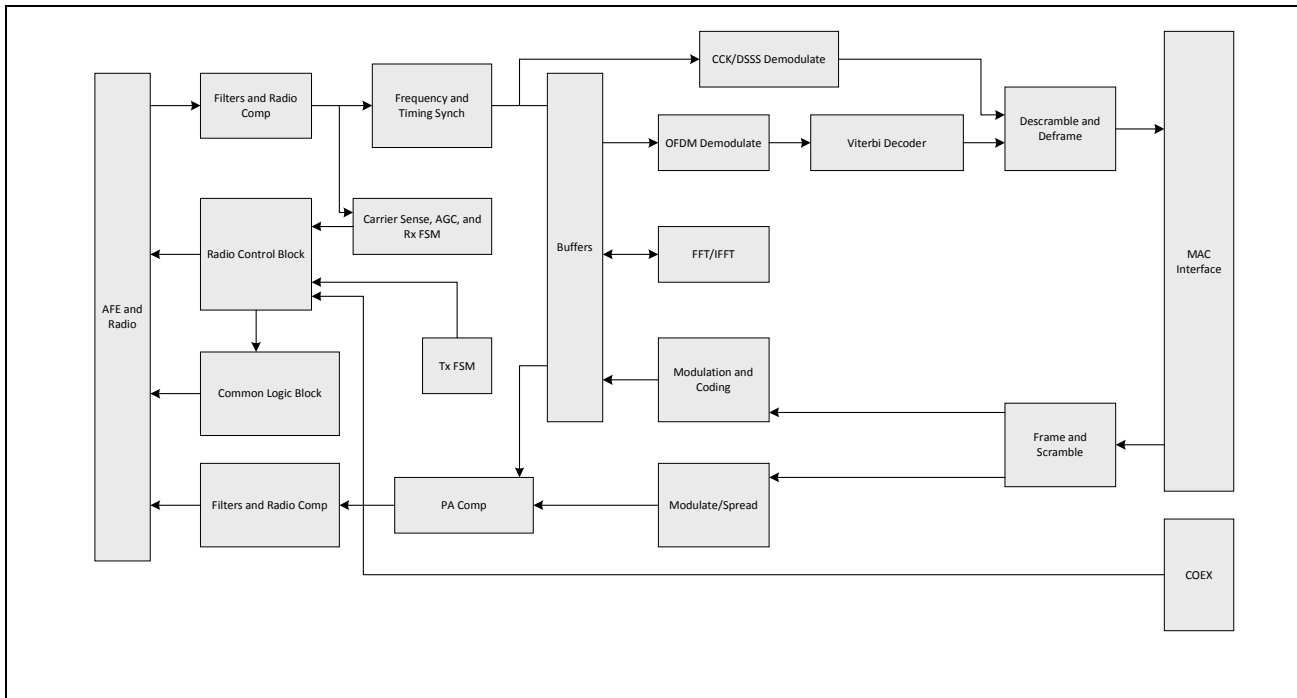 CCK/DSSS Demodulate
Filters and Radio
Comp
Frequency and
Timing Synch
Descramble and
Deframe
OFDM Demodulate
Viterbi Decoder
Carrier Sense, AGC, and
Rx FSM
Radio Control Block
Buffers
FFT/IFFT
MAC
Interface
AFE and
Radio
Tx FSM
Modulation and
Coding
Common Logic Block
Frame and
Scramble
Filters and Radio Comp
PA Comp
Modulate/Spread
COEX